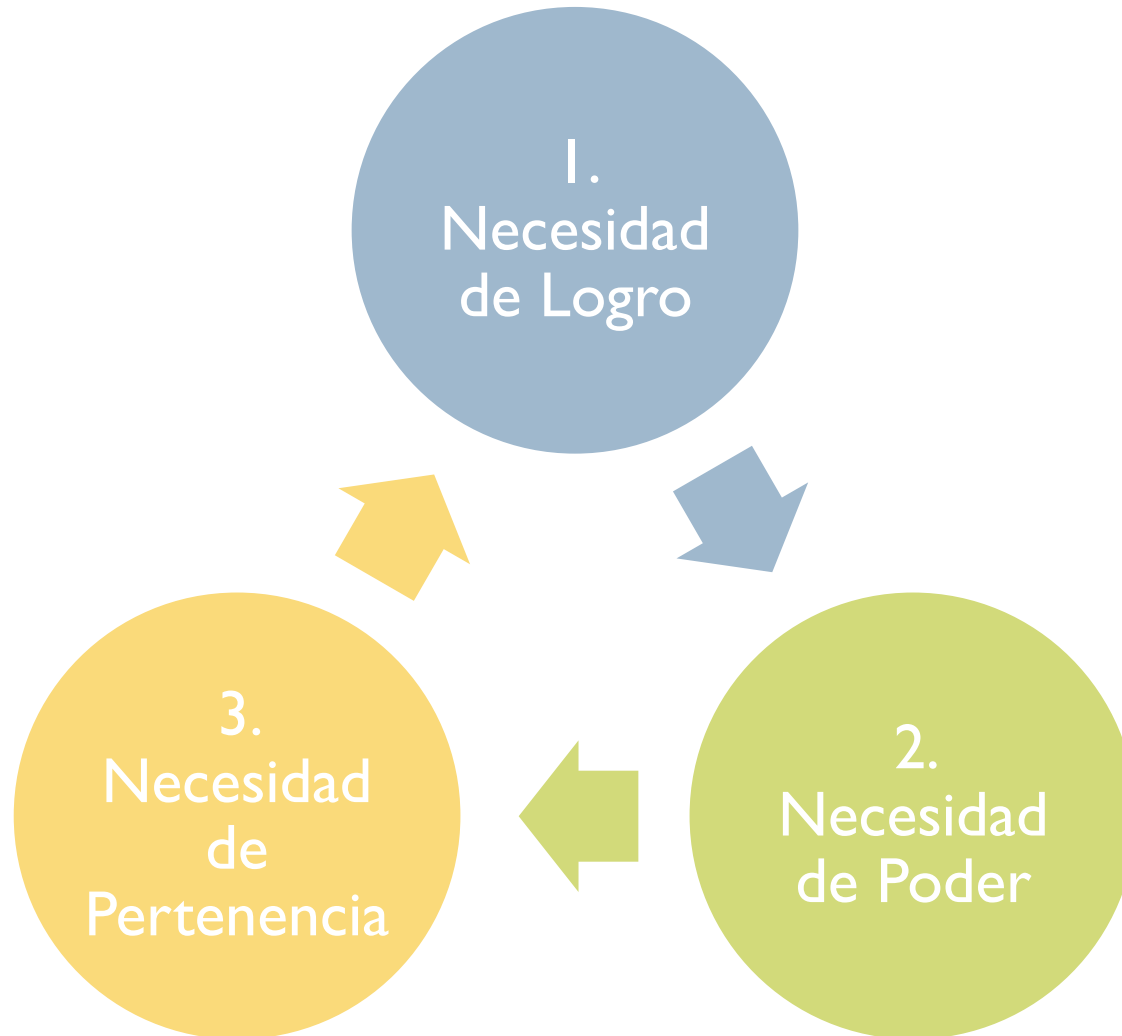 1.
Necesidad
de Logro
2.
Necesidad
de Poder
3.
Necesidad
de
Pertenencia